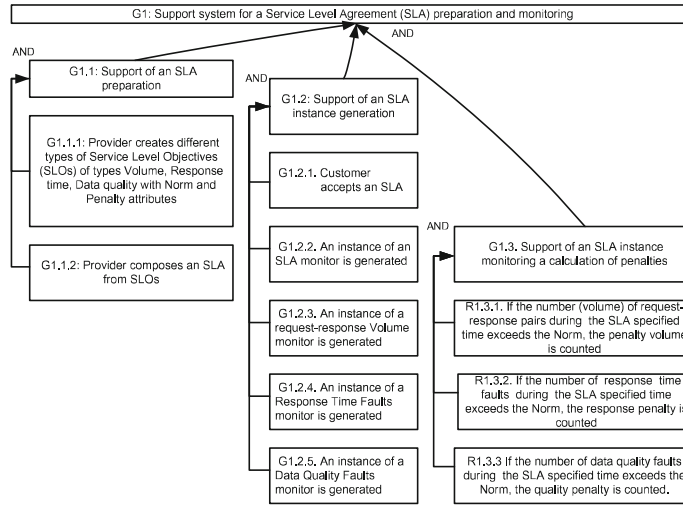 G1: Support system for a Service Level Agreement (SLA) preparation and monitoring
AND
G1.1: Support of an SLA
preparation
G1.1.1: Provider creates different
types of Service Level Objectives
(SLOs) of types Volume, Response
time, Data quality with Norm and
Penalty attributes
G1.1.2: Provider composes an SLA
from SLOs
AND
G1.2: Support of an SLA
instance generation
G1.2.1. Customer
accepts an SLA
G1.2.2. An instance of an
SLA monitor is generated
G1.2.3. An instance of a
request-response Volume
monitor is generated
G1.2.4. An instance of a
Response Time Faults
monitor is generated
G1.2.5. An instance of a
Data Quality Faults
monitor is generated
AND
AND
G1.3. Support of an SLA instance
monitoring a calculation of penalties
R1.3.1. If the number (volume) of request-
response pairs during the SLA specified
time exceeds the Norm, the penalty volume
is counted
R1.3.2. If the number of response time
faults during the SLA specified time
exceeds the Norm, the response penalty is
counted
R1.3.3 If the number of data quality faults
during the SLA specified time exceeds the
Norm, the quality penalty is counted.